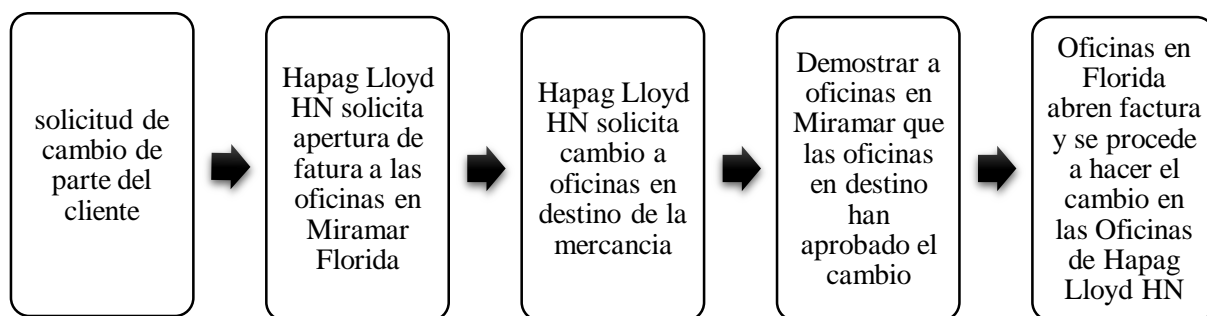 solicitud de
cambio de
parte del
cliente
Hapag Lloyd
HN solicita
apertura de
fatura a las
oficinas en
Miramar
Florida
Hapag Lloyd
HN solicita
cambio a
oficinas en
destino de la
mercancia
Demostrar a
oficinas en
Miramar que
las oficinas
en destino
han
aprobado el
cambio
Oficinas en
Florida
abren factura
y se procede
a hacer el
cambio en
las Oficinas
de Hapag
Lloyd HN